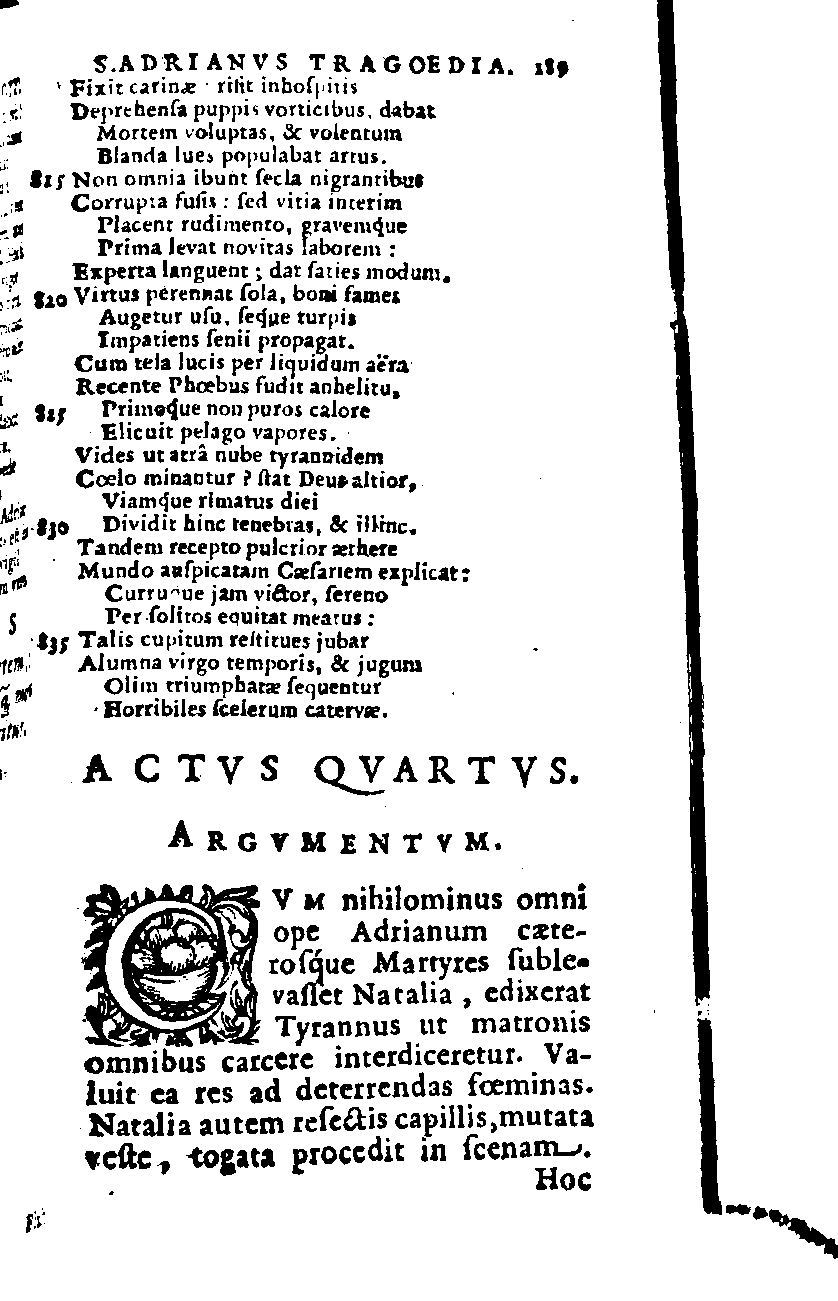 S. ADRIANVS TRAGOEDIA. 189
Fixit carinæ risit inhoſpitis
Deprehenſa puppis vorticibus, dabat
Mortem voluptas, & volentum
Blanda lues populabat artus.
815 Non omnia ibunt ſecla nigrantibus
Corrupta fuſis : ſed vitia interim
Placent rudimento, gravemque
Prima levat novitas laborem :
Experta languent ; dat ſaties modum.
820 Virtus perennat ſola, boni fames
Augetur uſu, ſeque turpis
Impatiens ſenii propagat.
Cum tela lucis per liquidum aëra
Recente Phœbus fudit anhelitu,
825 Primoque non puros calore
Elicuit pelago vapores.
Vides ut atrâ nube tyrannidem
Cœlo minantur ? ſtat Deus altior,
Viamque rimatus diei
830 Dividit hinc tenebras, & illinc.
Tandem recepto pulcrior æthere
Mundo auſpicatam Cæſariem explicat:
Curruque jam victor, ſereno
Per ſolitos equitat meatus :
835 Talis cupitum reſtitues jubar
Alumna virgo temporis, & jugum
Olim triumphatæ ſequentur
Horribiles ſcelerum catervæ.
ACTVS QVARTVS.
ARGVMENTVM.
CVM nihilominus omni
ope Adrianum cæte-
roſque Martyres ſuble-
vaſſet Natalia, edixerat
Tyrannus ut matronis
omnibus carcere interdiceretur. Va-
luit ea res ad deterrendas fœminas.
Natalia autem reſectis capillis, mutata
veſte, togata procedit in ſcenam.
Hoc